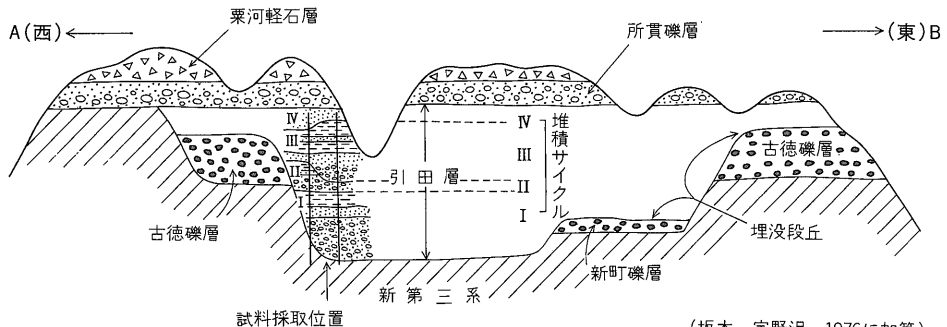 粟河軽石層
所貫礫層
A(西)
(東)B
IV
III
II
I
引田層
IV
III
II
I
堆積サイクル
古徳礫層
古徳礫層
埋没段丘
新町礫層
新第三系
試料採取位置
(坂本・宇野沢, 1976に加筆)